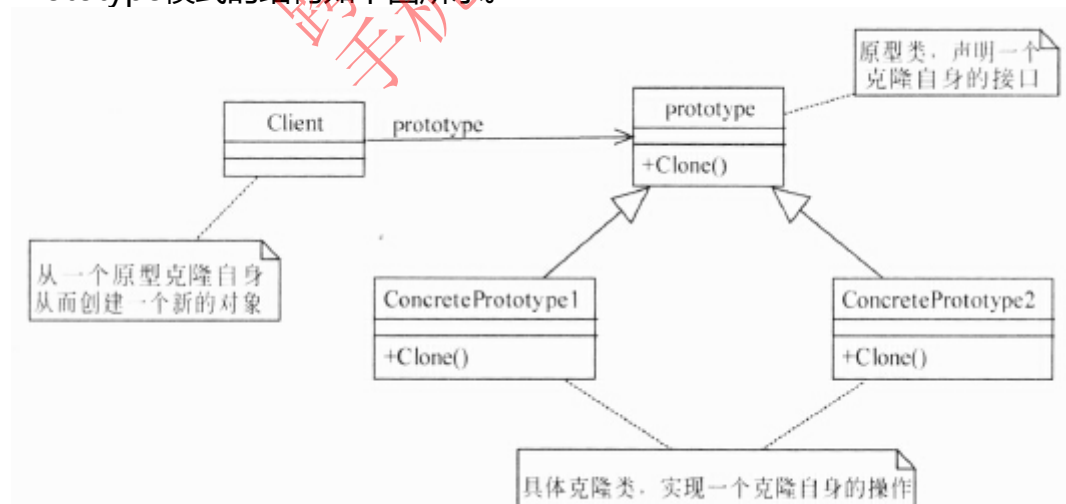 原型类，声明一个
克隆自身的接口
Client
prototype
prototype
+Clone()
从一个原型克隆自身
从而创建一个新的对象
ConcretePrototype1
+Clone()
ConcretePrototype2
+Clone()
具体克隆类，实现一个克隆自身的操作